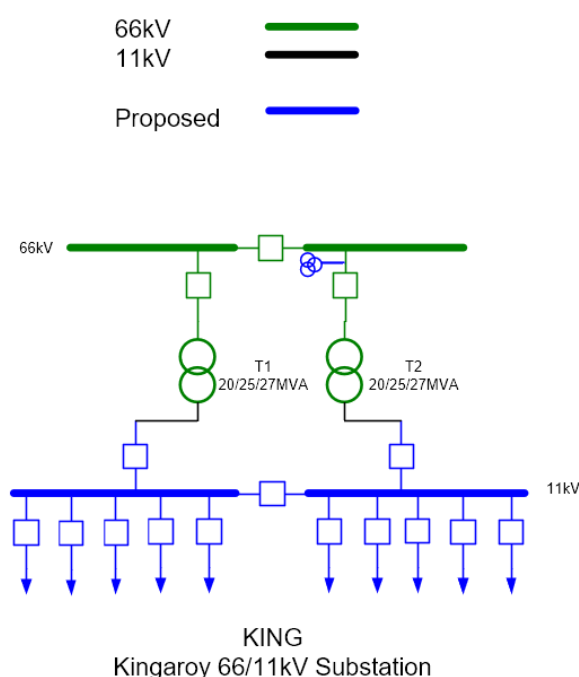 66kV
11kV
Proposed
66kV
T1
20/25/27MVA
T2
20/25/27MVA
11kV
KING
Kingaroy 66/11kV Substation